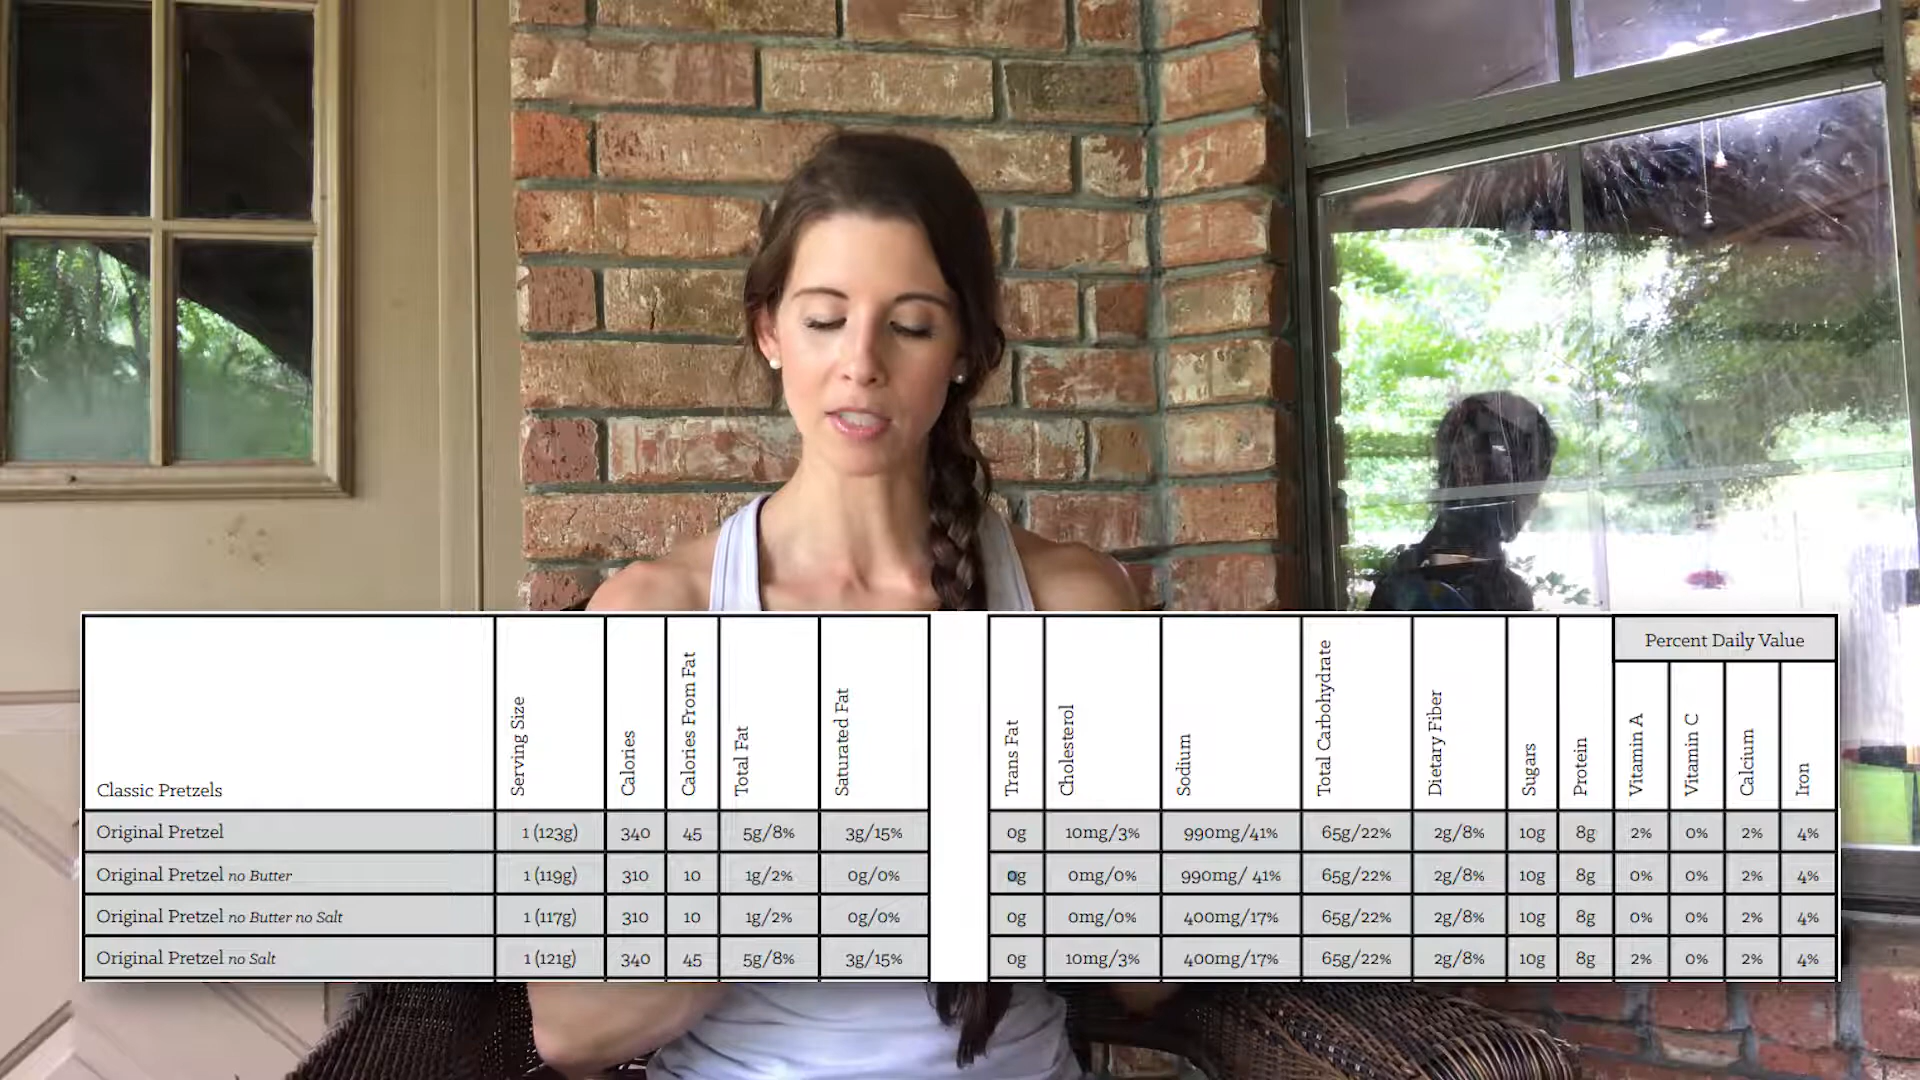 Classic Pretzels Serving Size Calories Calories From Fat Total Fat Saturated Fat Trans Fat Cholesterol Sodium Total Carbohydrate Dietary Fiber Sugars Protein Percent Daily Value Vitamin A Vitamin C Calcium Iron
Original Pretzel 1 (123g) 340 45 5g/8% 3g/15% 0g 10mg/3% 990mg/41% 65g/22% 2g/8% 10g 8g 2% 0% 2% 4%
Original Pretzel no Butter 1 (119g) 310 10 1g/2% 0g/0% 0g 0mg/0% 990mg/ 41% 65g/22% 2g/8% 10g 8g 0% 0% 2% 4%
Original Pretzel no Butter no Salt 1 (117g) 310 10 1g/2% 0g/0% 0g 0mg/0% 400mg/17% 65g/22% 2g/8% 10g 8g 0% 0% 2% 4%
Original Pretzel no Salt 1 (121g) 340 45 5g/8% 3g/15% 0g 10mg/3% 400mg/17% 65g/22% 2g/8% 10g 8g 2% 0% 2% 4%